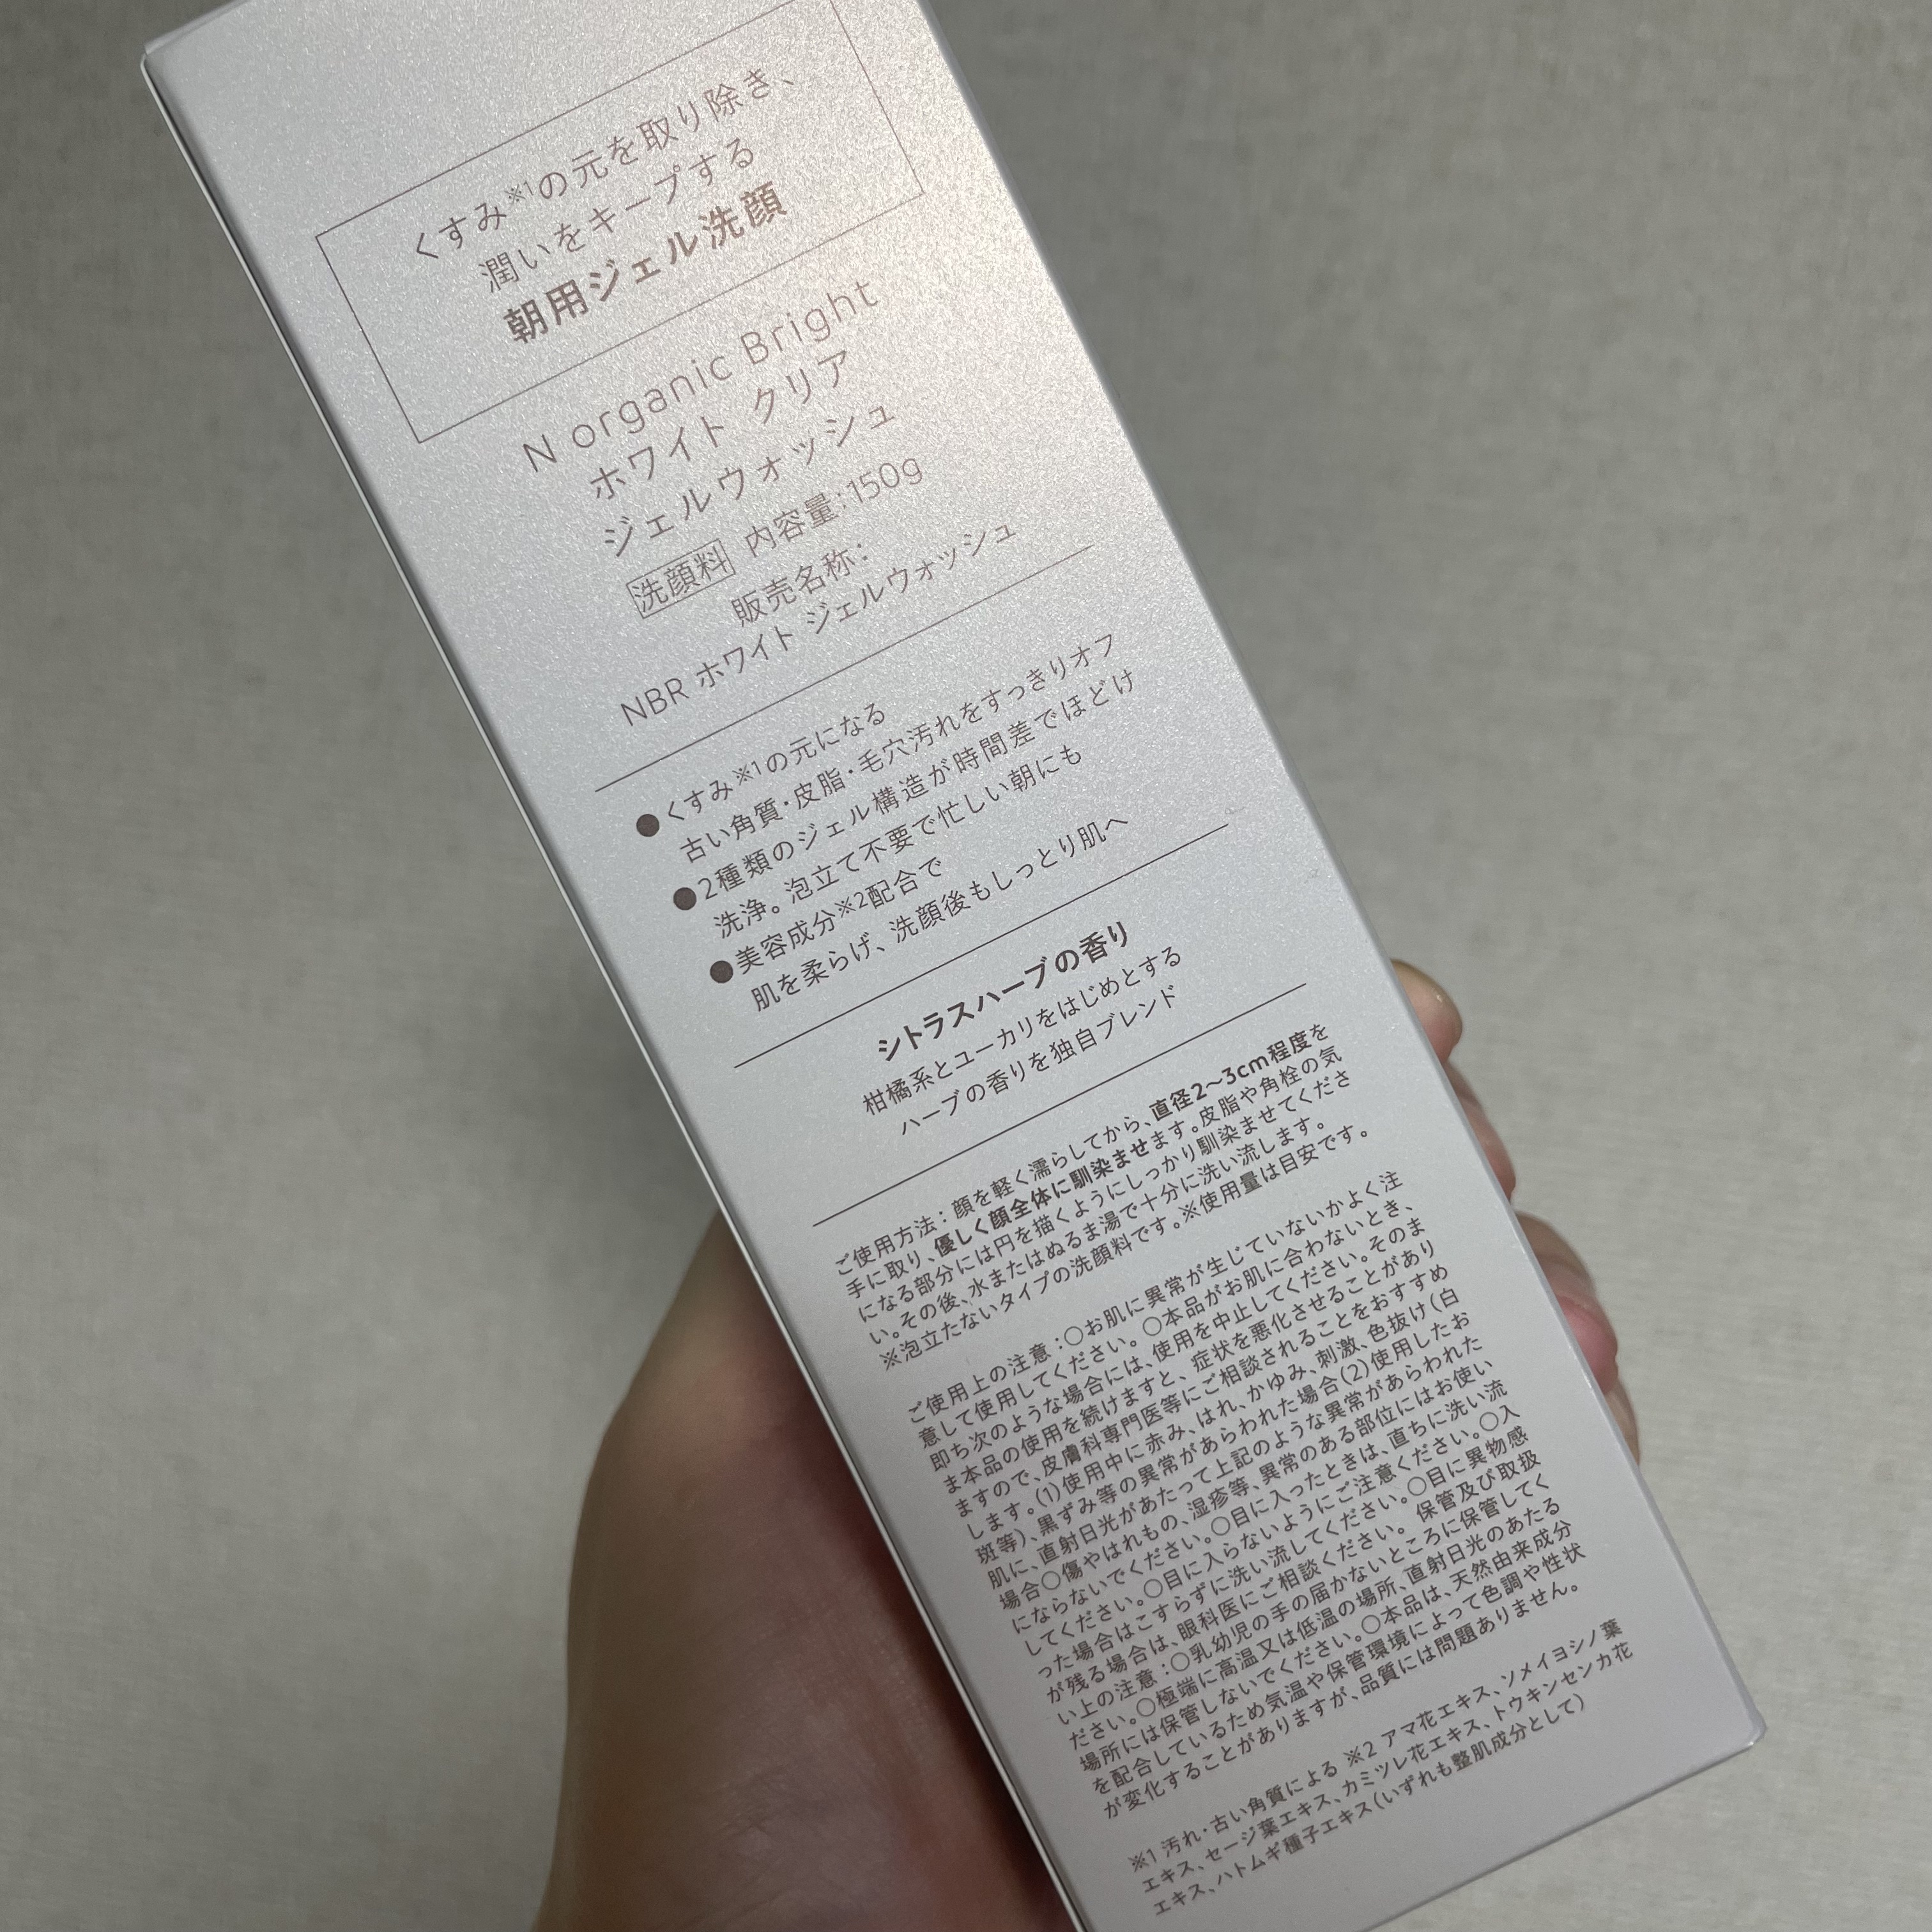 くすみ※1の元を取り除き、
潤いをキープする
朝用ジェル洗顔
N organic Bright
ホワイト クリア
ジェルウォッシュ
洗顔料 内容量:150g
販売名称:
NBR ホワイト ジェルウォッシュ
●くすみ※1の元になる
古い角質・皮脂・毛穴汚れをすっきりオフ
●2種類のジェル構造が時間差でほどけ
洗浄。泡立て不要で忙しい朝にも
●美容成分※2配合で
肌を柔らげ、洗顔後もしっとり肌へ
シトラスハーブの香り
柑橘系とユーカリをはじめとする
ハーブの香りを独自ブレンド
ご使用方法:顔を軽く濡らしてから、直径2〜3cm程度を
手に取り、優しく顔全体に馴染ませます。皮脂や角栓の気
になる部分には円を描くようにしっかり馴染ませてくださ
い。その後、水またはぬるま湯で十分に洗い流します。
※泡立たないタイプの洗顔料です。※使用量は目安です。
ご使用上の注意:○お肌に異常が生じていないかよく注
意して使用してください。○本品がお肌に合わないとき、
即ち次のような場合には、使用を中止してください。そのま
ま本品の使用を続けますと、症状を悪化させることがあり
ますので、皮膚科専門医等にご相談されることをおすすめ
します。(1)使用中に赤み、はれ、かゆみ、刺激、色抜け(白
斑等)、黒ずみ等の異常があらわれた場合(2)使用したお
肌に、直射日光があたって上記のような異常があらわれた
場合○傷やはれもの、湿疹等、異常のある部位にはお使い
にならないでください。○目に入ったときは、直ちに洗い流
してください。○目に入らないようにご注意ください。○入
った場合はこすらずに洗い流してください。○目に異物感
が残る場合は、眼科医にご相談ください。 保管及び取扱
い上の注意:○乳幼児の手の届かないところに保管してく
ださい。○極端に高温又は低温の場所、直射日光のあたる
場所には保管しないでください。○本品は、天然由来成分
を配合しているため気温や保管環境によって色調や性状
が変化することがありますが、品質には問題ありません。
※1 汚れ・古い角質による ※2 アマ花エキス、ソメイヨシノ葉
エキス、セージ葉エキス、カミツレ花エキス、トウキンセンカ花
エキス、ハトムギ種子エキス(いずれも整肌成分として)